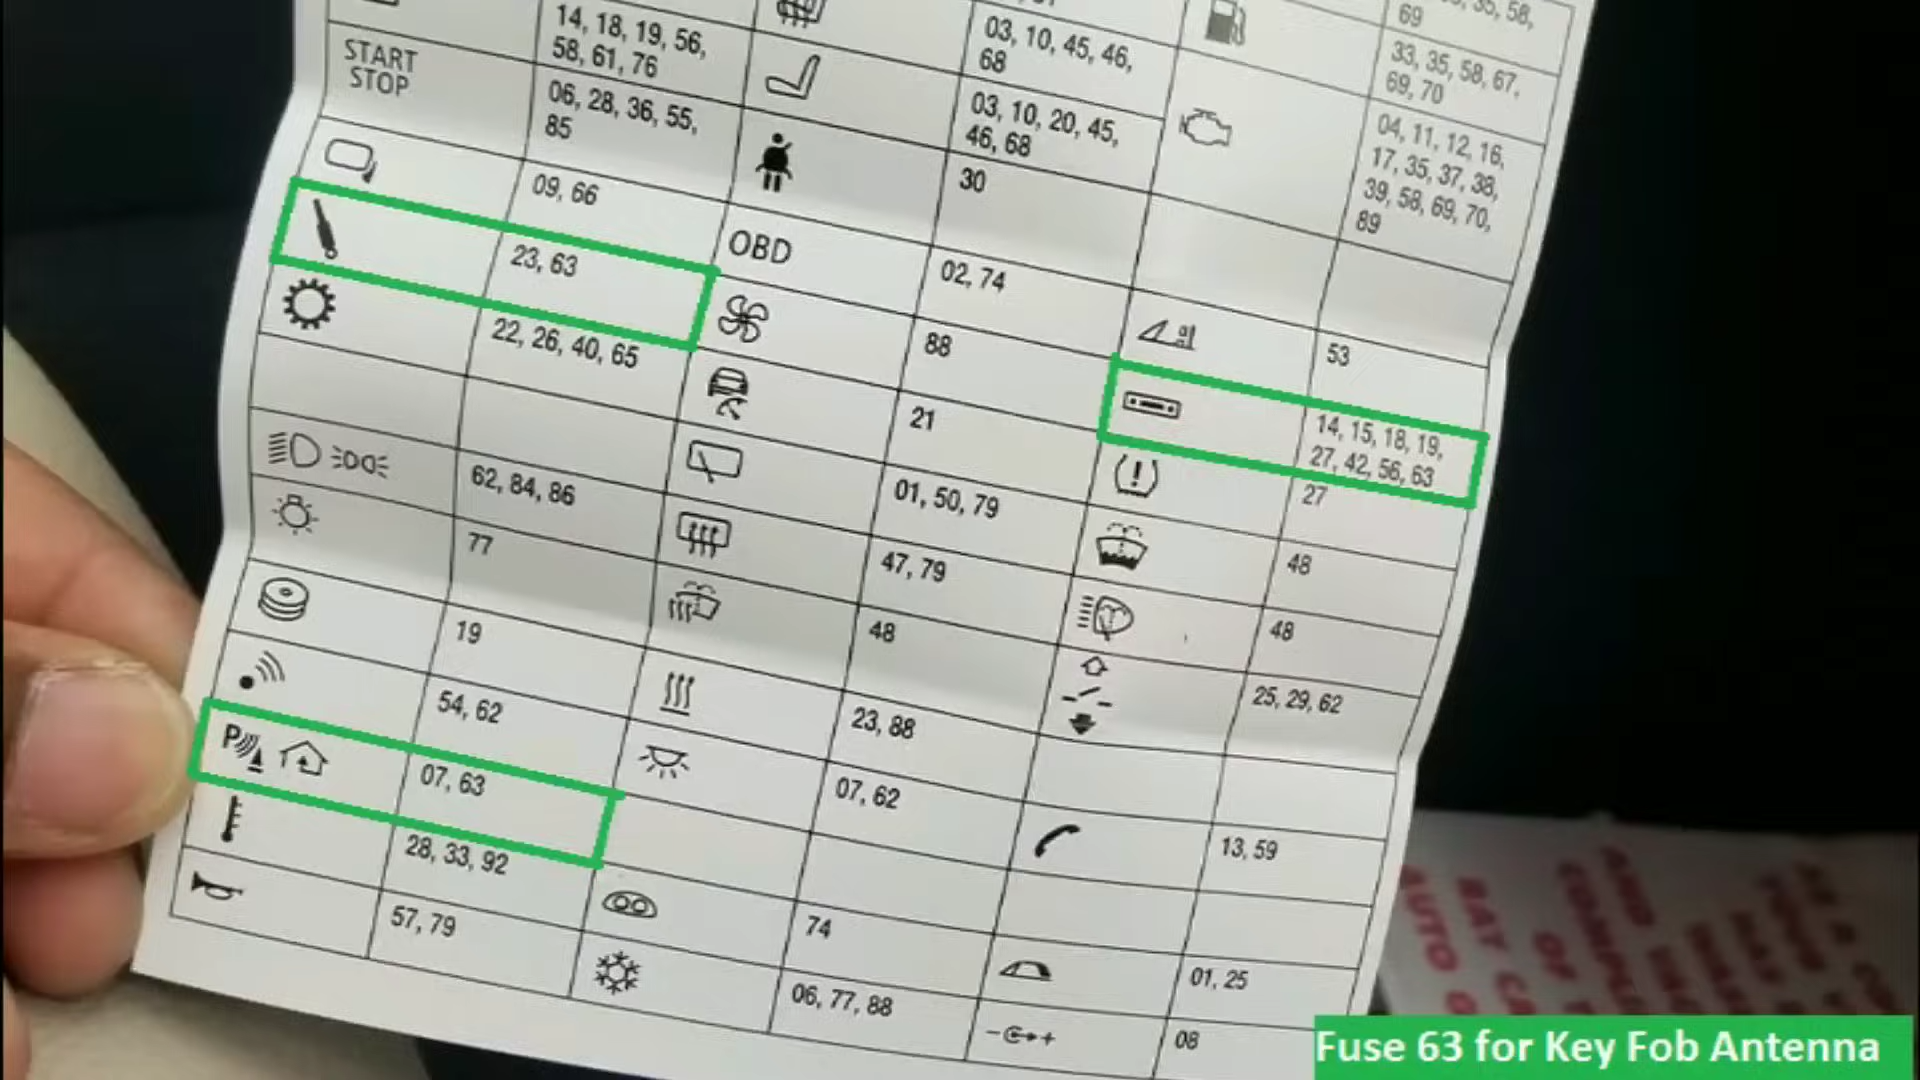 14, 18, 19, 56,
58, 61, 76
START
STOP
06, 28, 36, 55,
85
09, 66
23, 63
22, 26, 40, 65
62, 84, 86
77
19
54, 62
P
07, 63
28, 33, 92
57, 79
03, 10, 45, 46,
68
03, 10, 20, 45,
46, 68
30
OBD
02, 74
88
21
01, 50, 79
47, 79
48
23, 88
07, 62
74
06, 77, 88
35, 58,
69
33, 35, 58, 67,
69, 70
04, 11, 12, 16,
17, 35, 37, 38,
39, 58, 69, 70,
89
53
14, 15, 18, 19,
27, 42, 56, 63
27
48
48
25, 29, 62
13, 59
01, 25
08
Fuse 63 for Key Fob Antenna